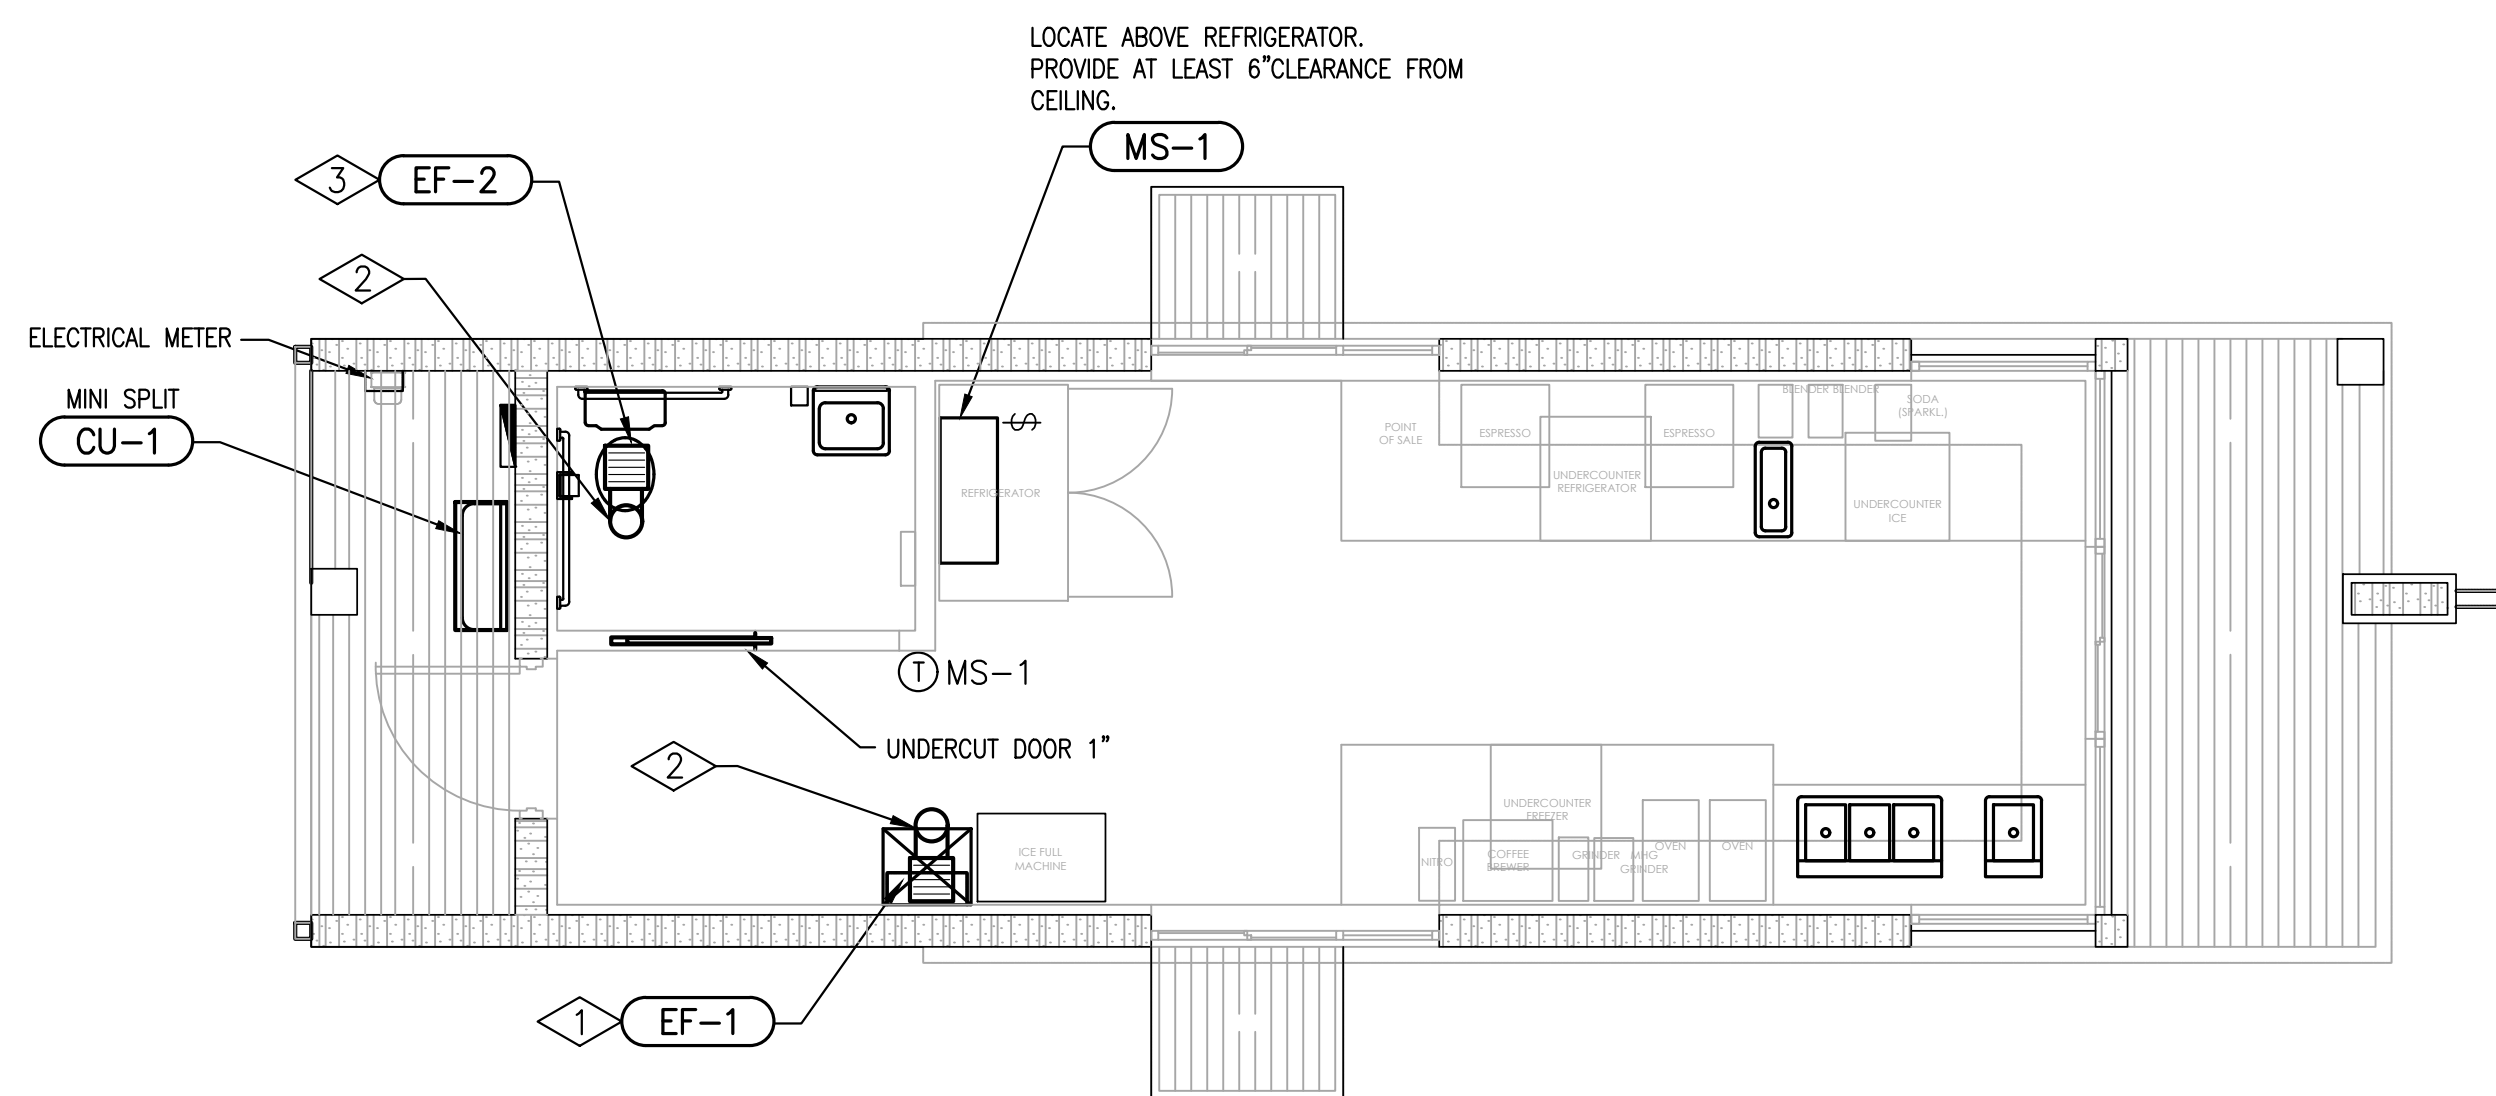 LOCATE ABOVE REFRIGERATOR.
PROVIDE AT LEAST 6"CLEARANCE FROM
CEILING.
MS-1
3
EF-2
2
ELECTRICAL METER
MINI SPLIT
CU-1
S
REFRIGERATOR
POINT
OF SALE
ESPRESSO
UNDERCOUNTER
REFRIGERATOR
ESPRESSO
BLENDER BLENDER
SODA
(SPARKL.)
UNDERCOUNTER
ICE
T
MS-1
UNDERCUT DOOR 1"
2
ICE FULL
MACHINE
UNDERCOUNTER
FREEZER
NITRO
COFFEE
BREWER
GRINDER
MHG
GRINDER
OVEN
OVEN
1
EF-1